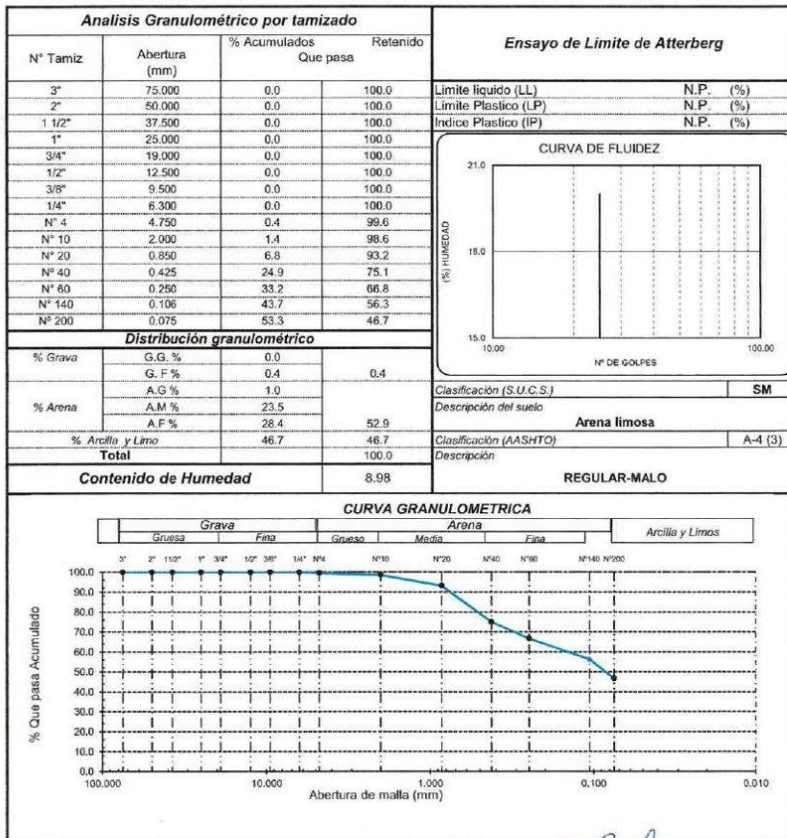 Analisis Granulométrico por tamizado
N° Tamiz Abertura (mm) % Acumulados Retenido
Que pasa
3" 75.000 0.0 100.0
2" 50.000 0.0 100.0
1 1/2" 37.500 0.0 100.0
1" 25.000 0.0 100.0
3/4" 19.000 0.0 100.0
1/2" 12.500 0.0 100.0
3/8" 9.500 0.0 100.0
1/4" 6.300 0.0 100.0
N° 4 4.750 0.4 99.6
N° 10 2.000 1.4 98.6
N° 20 0.850 6.8 93.2
N° 40 0.425 24.9 75.1
N° 60 0.250 33.2 66.8
N° 140 0.106 43.7 56.3
N° 200 0.075 53.3 46.7
Distribución granulométrico
% Grava G.G. % 0.0
G. F % 0.4 0.4
% Arena A.G % 1.0
A.M % 23.5
A.F % 28.4 52.9
% Arcilla y Limo 46.7 46.7
Total 100.0
Contenido de Humedad 8.98
Ensayo de Limite de Atterberg
Limite liquido (LL) N.P. (%)
Limite Plastico (LP) N.P. (%)
Indice Plastico (IP) N.P. (%)
CURVA DE FLUIDEZ
21.0
18.0
15.0
(%) HUMEDAD
10.00 100.00
N° DE GOLPES
Clasificación (S.U.C.S.) SM
Descripción del suelo
Arena limosa
Clasificación (AASHTO) A-4 (3)
Descripción
REGULAR-MALO
CURVA GRANULOMETRICA
Grava Arena Arcilla y Limos
Gruesa Fina Grueso Media Fina
3" 2" 11/2" 1" 3/4" 1/2" 3/8" 1/4" N°4 N°10 N°20 N°40 N°60 N°140 N°200
100.0
90.0
80.0
70.0
60.0
50.0
40.0
30.0
20.0
10.0
0.0
% Que pasa Acumulado
100.000 10.000 1.000 0.100 0.010
Abertura de malla (mm)